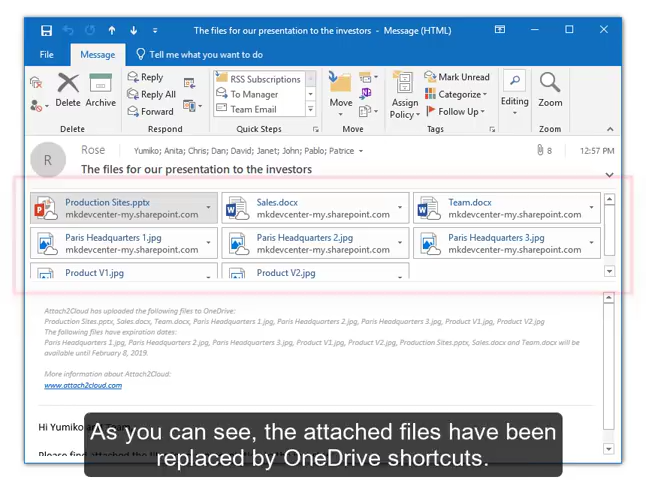 The files for our presentation to the investors - Message (HTML)
File Message Tell me what you want to do
Delete Archive
Reply
Reply All
Forward
RSS Subscriptions
To Manager
Team Email
Move
Assign Policy
Mark Unread
Categorize
Follow Up
Editing
Zoom
Delete Respond Quick Steps Move Tags Zoom
R
Rose Yumiko; Anita; Chris; Dan; David; Janet; John; Pablo; Patrice
8 12:57 PM
The files for our presentation to the investors
Production Sites.pptx
mkdevcenter-my.sharepoint.com
Sales.docx
mkdevcenter-my.sharepoint.com
Team.docx
mkdevcenter-my.sharepoint.com
Paris Headquarters 1.jpg
mkdevcenter-my.sharepoint.com
Paris Headquarters 2.jpg
mkdevcenter-my.sharepoint.com
Paris Headquarters 3.jpg
mkdevcenter-my.sharepoint.com
Product V1.jpg
Product V2.jpg
Attach2Cloud has uploaded the following files to OneDrive:
Production Sites.pptx, Sales.docx, Team.docx, Paris Headquarters 1.jpg, Paris Headquarters 2.jpg, Paris Headquarters 3.jpg, Product V1.jpg, Product V2.jpg
The following files have expiration dates:
Paris Headquarters 1.jpg, Paris Headquarters 2.jpg, Paris Headquarters 3.jpg, Product V1.jpg, Product V2.jpg, Production Sites.pptx, Sales.docx and Team.docx will be
available until February 8, 2019.
More information about Attach2Cloud:
www.attach2cloud.com
Hi Yumiko and
As you can see, the attached files have been
replaced by OneDrive shortcuts.